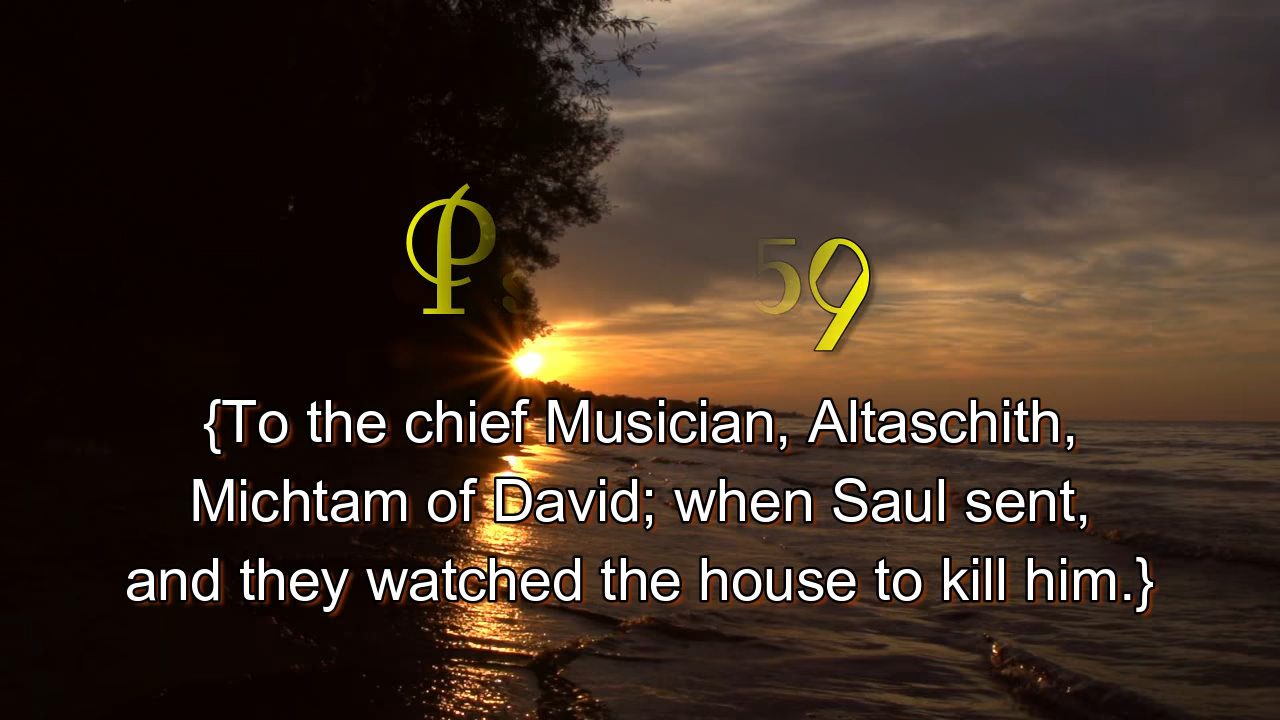 Ps 59
{To the chief Musician, Altaschith,
Michtam of David; when Saul sent,
and they watched the house to kill him.}